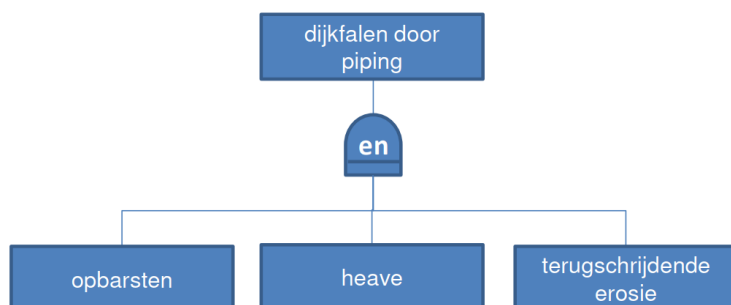 dijkfalen door
piping
en
opbarsten
heave
terugschrijdende
erosie